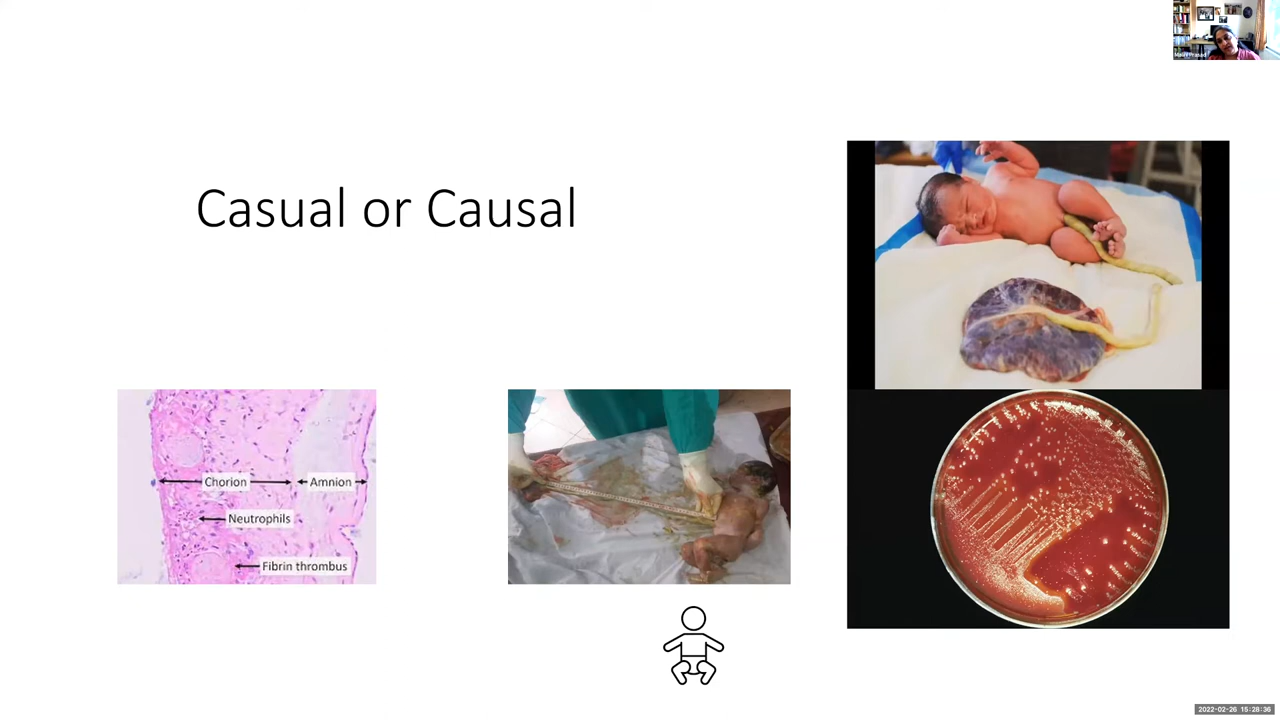 Casual or Causal
Chorion
Amnion
Neutrophils
Fibrin thrombus
2022-02-26 15:28:36